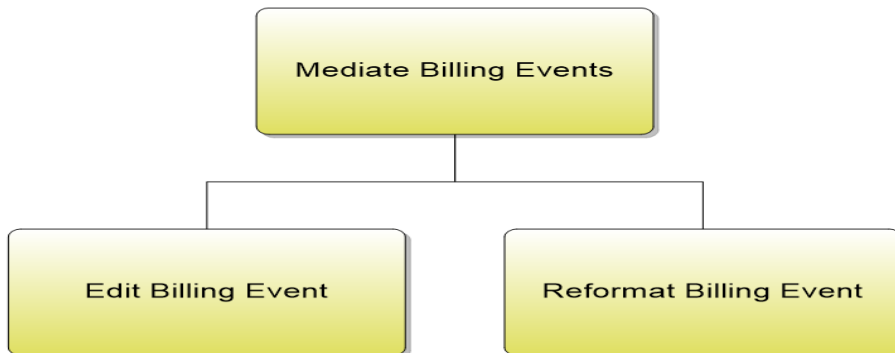 Mediate Billing Events
Edit Billing Event
Reformat Billing Event